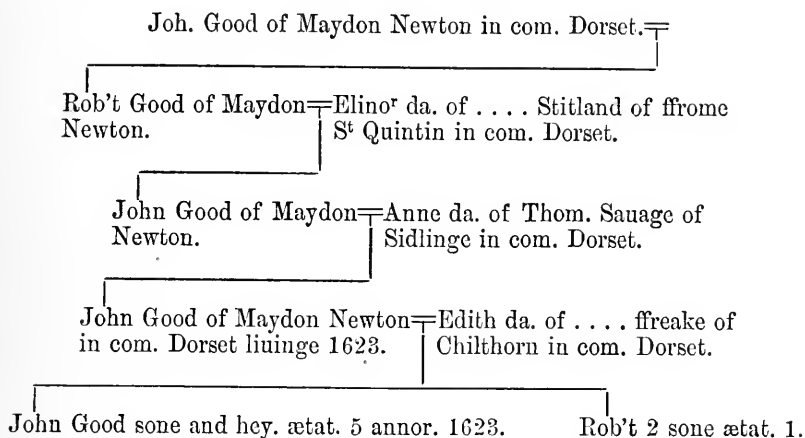 Joh. Good of Maydon Newton in com. Dorset.
Rob't Good of Maydon Newton.
Elinoʳ da. of . . . . Stitland of ffrome Sᵗ Quintin in com. Dorset.
John Good of Maydon Newton.
Anne da. of Thom. Sauage of Sidlinge in com. Dorset.
John Good of Maydon Newton in com. Dorset liuinge 1623.
Edith da. of . . . . ffreake of Chilthorn in com. Dorset.
John Good sone and hey. ætat. 5 annor. 1623.
Rob't 2 sone ætat. 1.